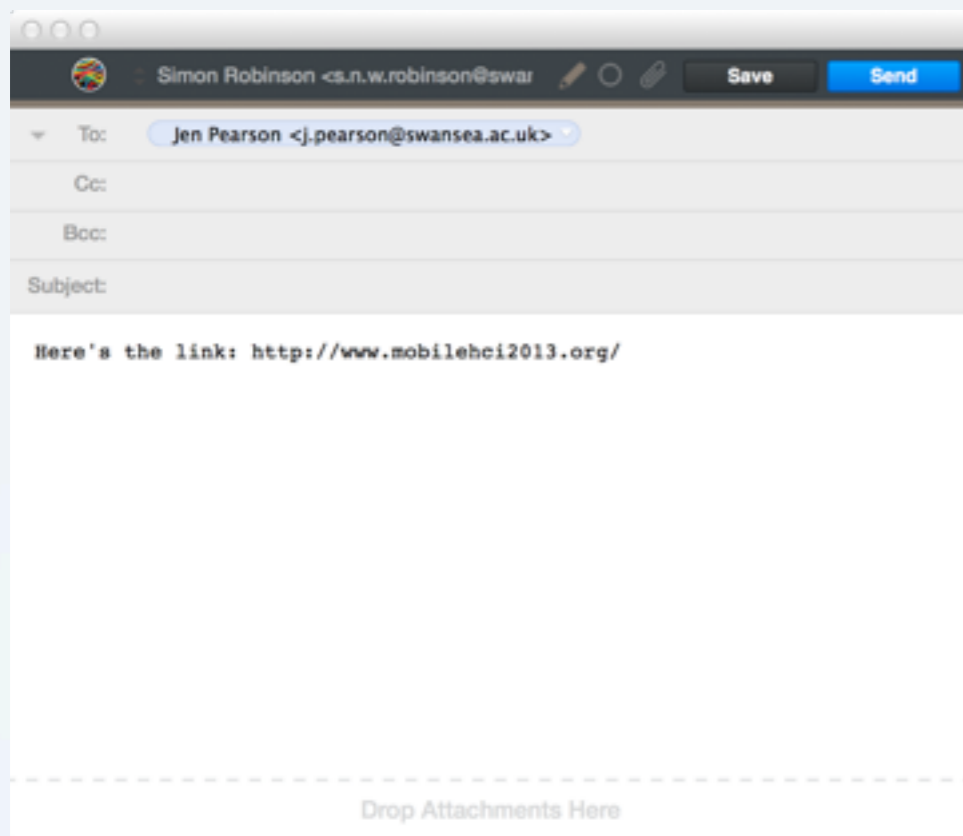 Simon Robinson <s.n.w.robinson@swar Save Send
To: Jen Pearson <j.pearson@swansea.ac.uk>
Cc:
Bcc:
Subject:
Here's the link: http://www.mobilehci2013.org/
Drop Attachments Here